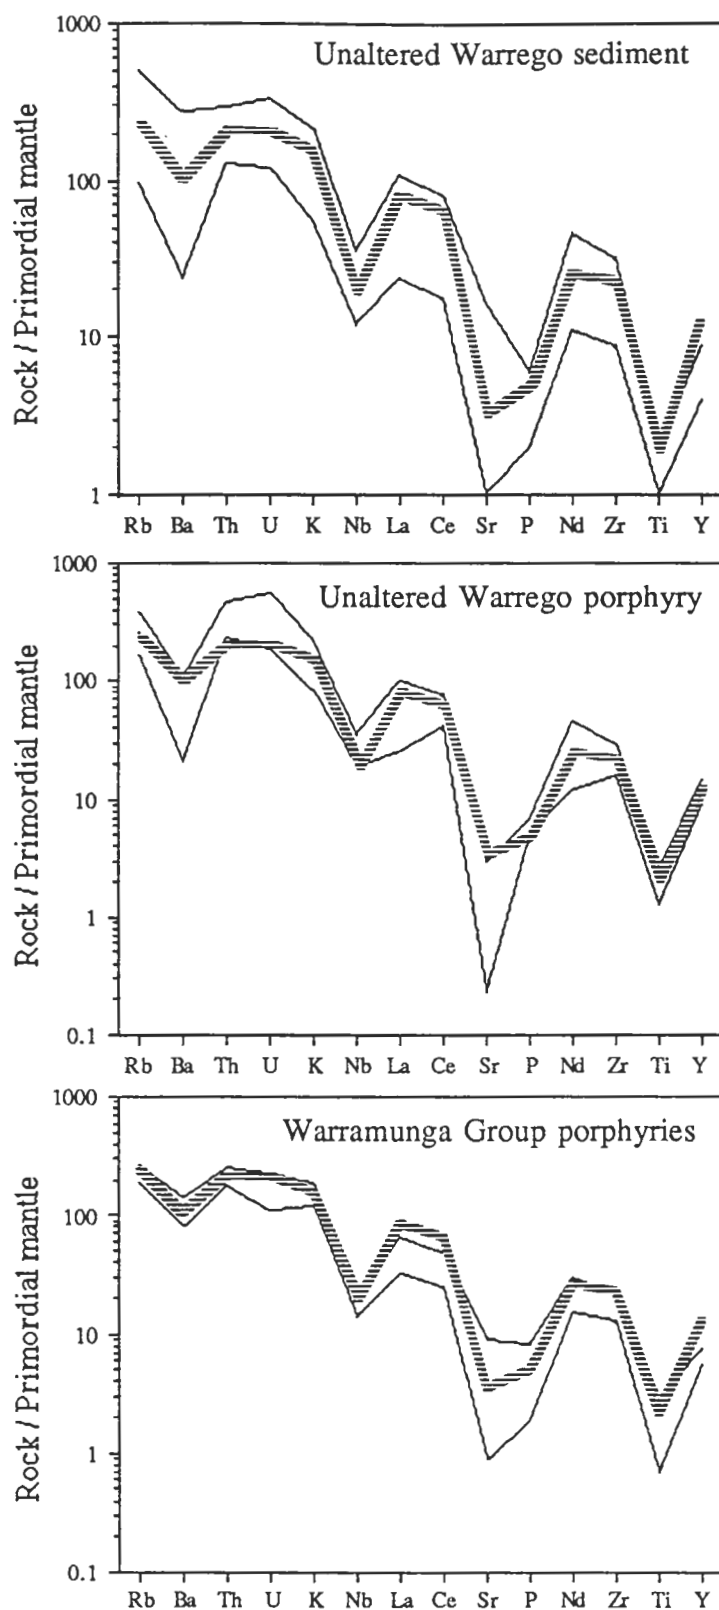 Unaltered Warrego sediment
Rock / Primordial mantle
1000
100
10
1
Rb Ba Th U K Nb La Ce Sr P Nd Zr Ti Y
Unaltered Warrego porphyry
Rock / Primordial mantle
1000
100
10
1
0.1
Rb Ba Th U K Nb La Ce Sr P Nd Zr Ti Y
Warramunga Group porphyries
Rock / Primordial mantle
1000
100
10
1
0.1
Rb Ba Th U K Nb La Ce Sr P Nd Zr Ti Y